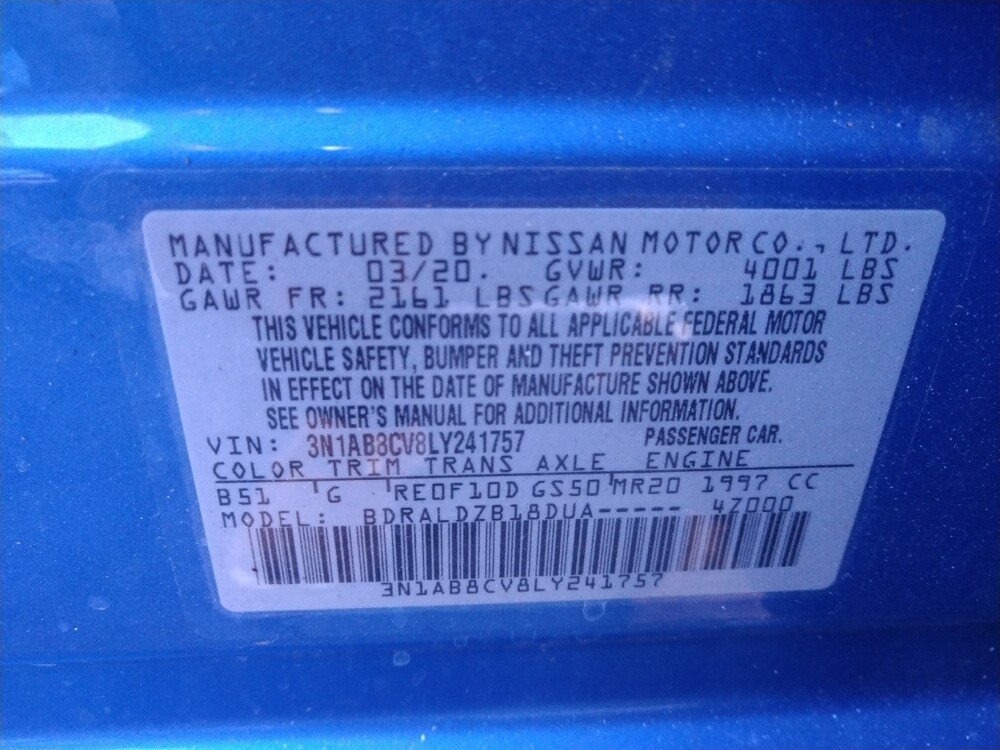 MANUFACTURED BY NISSAN MOTOR CO., LTD.
DATE: 03/20. GVWR: 4001 LBS
GAWR FR: 2161 LBS GAWR RR: 1863 LBS
THIS VEHICLE CONFORMS TO ALL APPLICABLE FEDERAL MOTOR
VEHICLE SAFETY, BUMPER AND THEFT PREVENTION STANDARDS
IN EFFECT ON THE DATE OF MANUFACTURE SHOWN ABOVE.
SEE OWNER'S MANUAL FOR ADDITIONAL INFORMATION.
VIN: 3N1AB8CV8LY241757 PASSENGER CAR.
COLOR TRIM TRANS AXLE ENGINE
B51 'G 'RE0F10D GS50'MR20 1997 CC
MODEL: BDRALDZB18DUA----- 4Z000
3N1AB8CV8LY241757